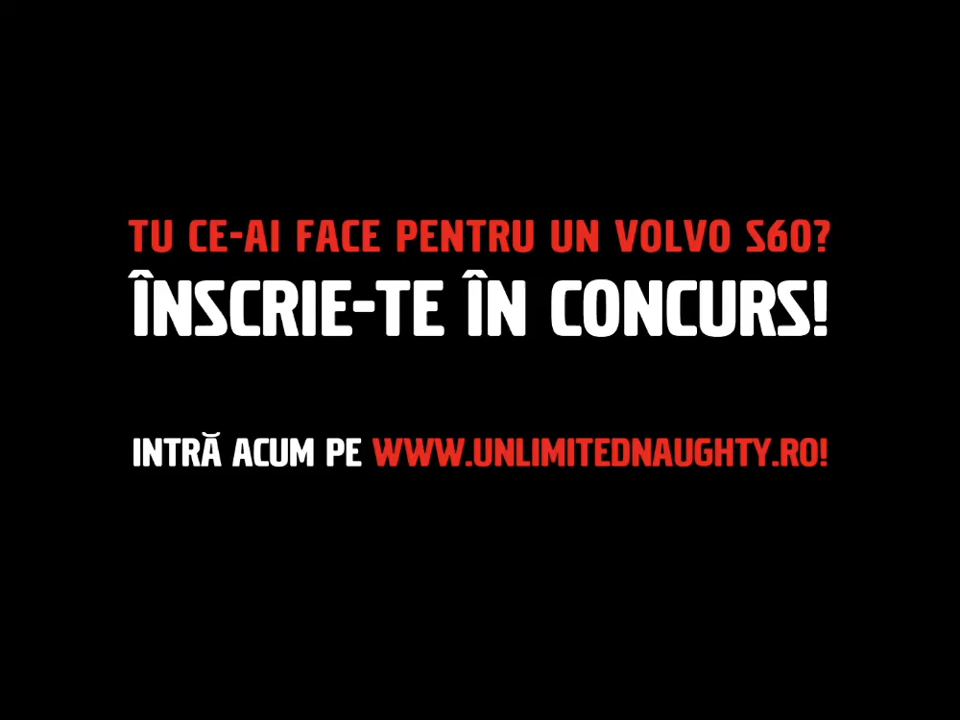 TU CE-AI FACE PENTRU UN VOLVO S60?
ÎNSCRIE-TE ÎN CONCURS!
INTRĂ ACUM PE WWW.UNLIMITEDNAUGHTY.RO!